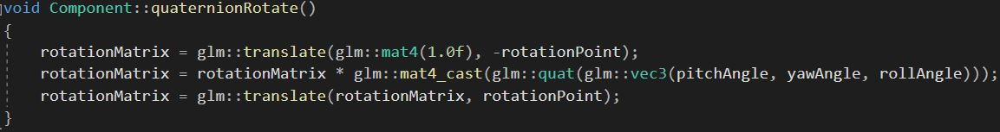 void Component::quaternionRotate()
{
    rotationMatrix = glm::translate(glm::mat4(1.0f), -rotationPoint);
    rotationMatrix = rotationMatrix * glm::mat4_cast(glm::quat(glm::vec3(pitchAngle, yawAngle, rollAngle)));
    rotationMatrix = glm::translate(rotationMatrix, rotationPoint);
}